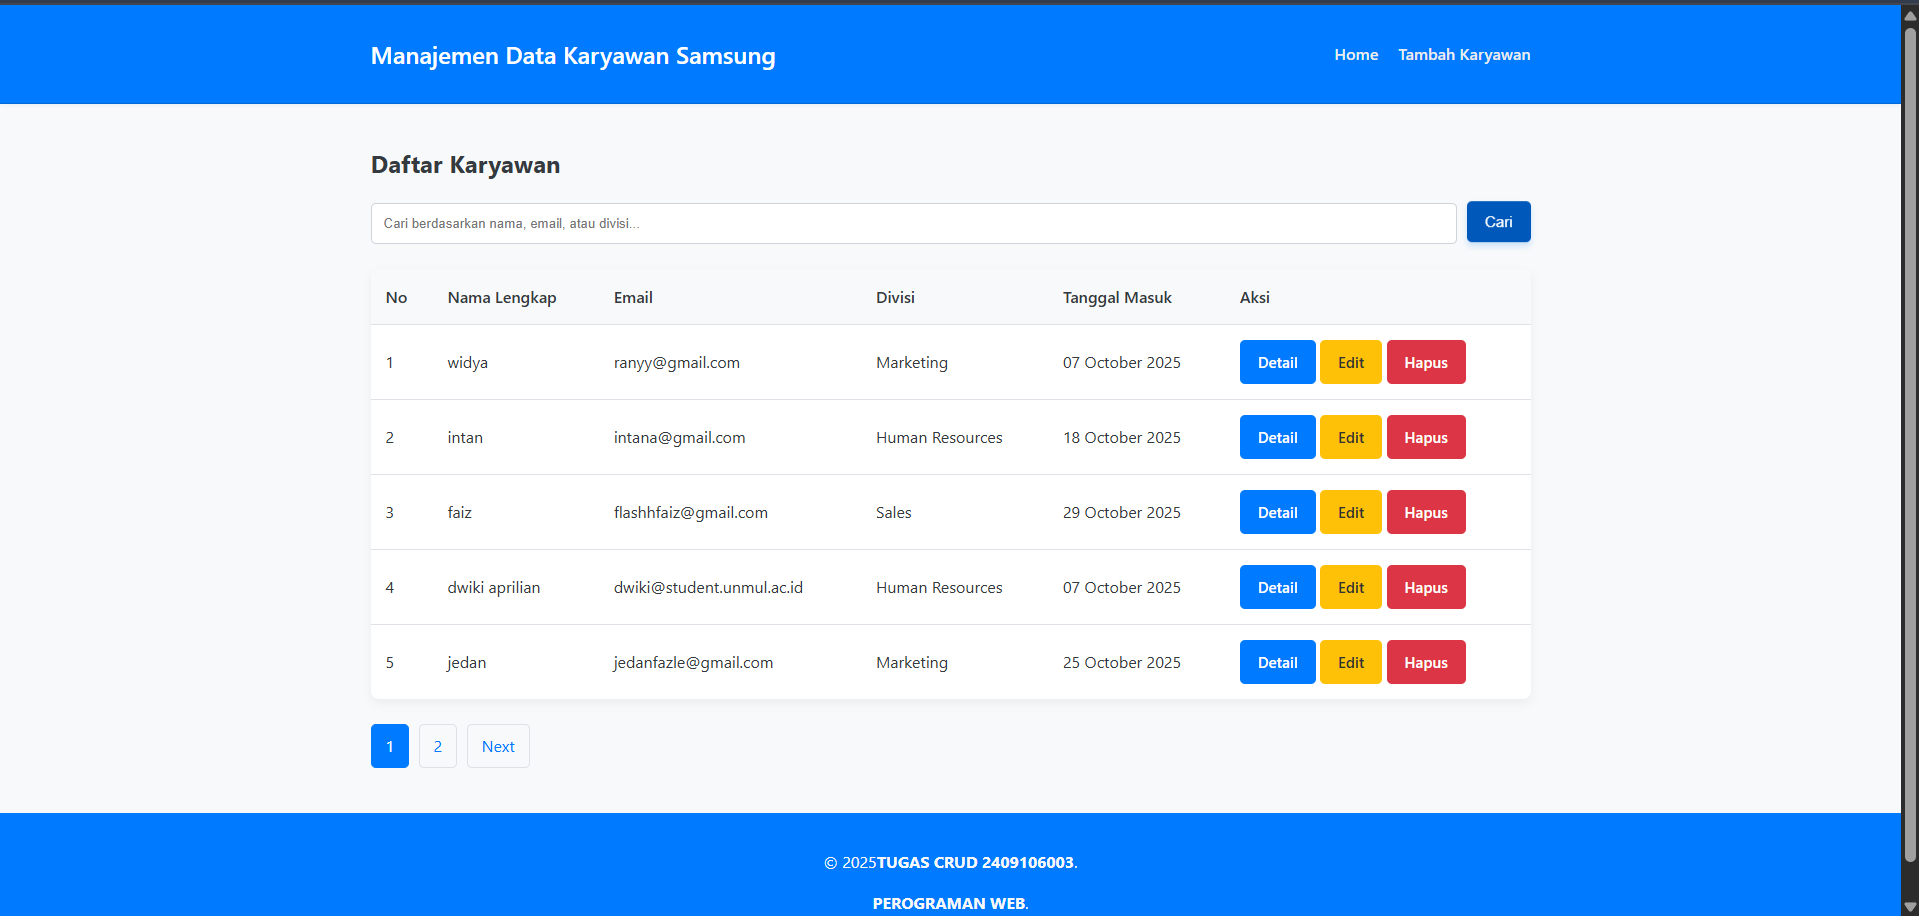 Manajemen Data Karyawan Samsung
Home Tambah Karyawan
Daftar Karyawan
Cari berdasarkan nama, email, atau divisi... Cari
No Nama Lengkap Email Divisi Tanggal Masuk Aksi
1 widya ranyy@gmail.com Marketing 07 October 2025 Detail Edit Hapus
2 intan intana@gmail.com Human Resources 18 October 2025 Detail Edit Hapus
3 faiz flashhfaiz@gmail.com Sales 29 October 2025 Detail Edit Hapus
4 dwiki aprilian dwiki@student.unmul.ac.id Human Resources 07 October 2025 Detail Edit Hapus
5 jedan jedanfazle@gmail.com Marketing 25 October 2025 Detail Edit Hapus
1 2 Next
© 2025TUGAS CRUD 2409106003.
PEROGRAMAN WEB.